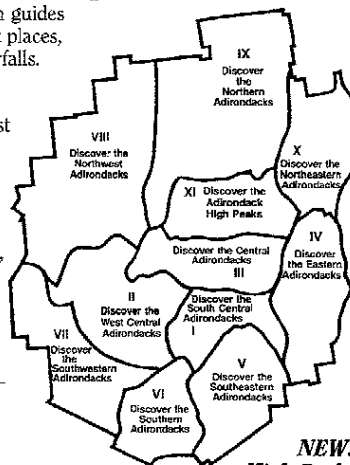 guides
places,
falls.
st
IX
Discover
the
Northern
Adirondacks
VIII
Discover the
Northwest
Adirondacks
X
Discover the
Northeastern
Adirondacks
XI Discover the
Adirondack
High Peaks
IV
Discover
the Eastern
Adirondacks
Discover the Central
Adirondacks
III
II
Discover the
West Central
Adirondacks
Discover the
South Central
Adirondacks
I
VII
Discover
the
Southwestern
Adirondacks
V
Discover the
Southeastern
Adirondacks
VI
Discover the
Southern
Adirondacks
NEW